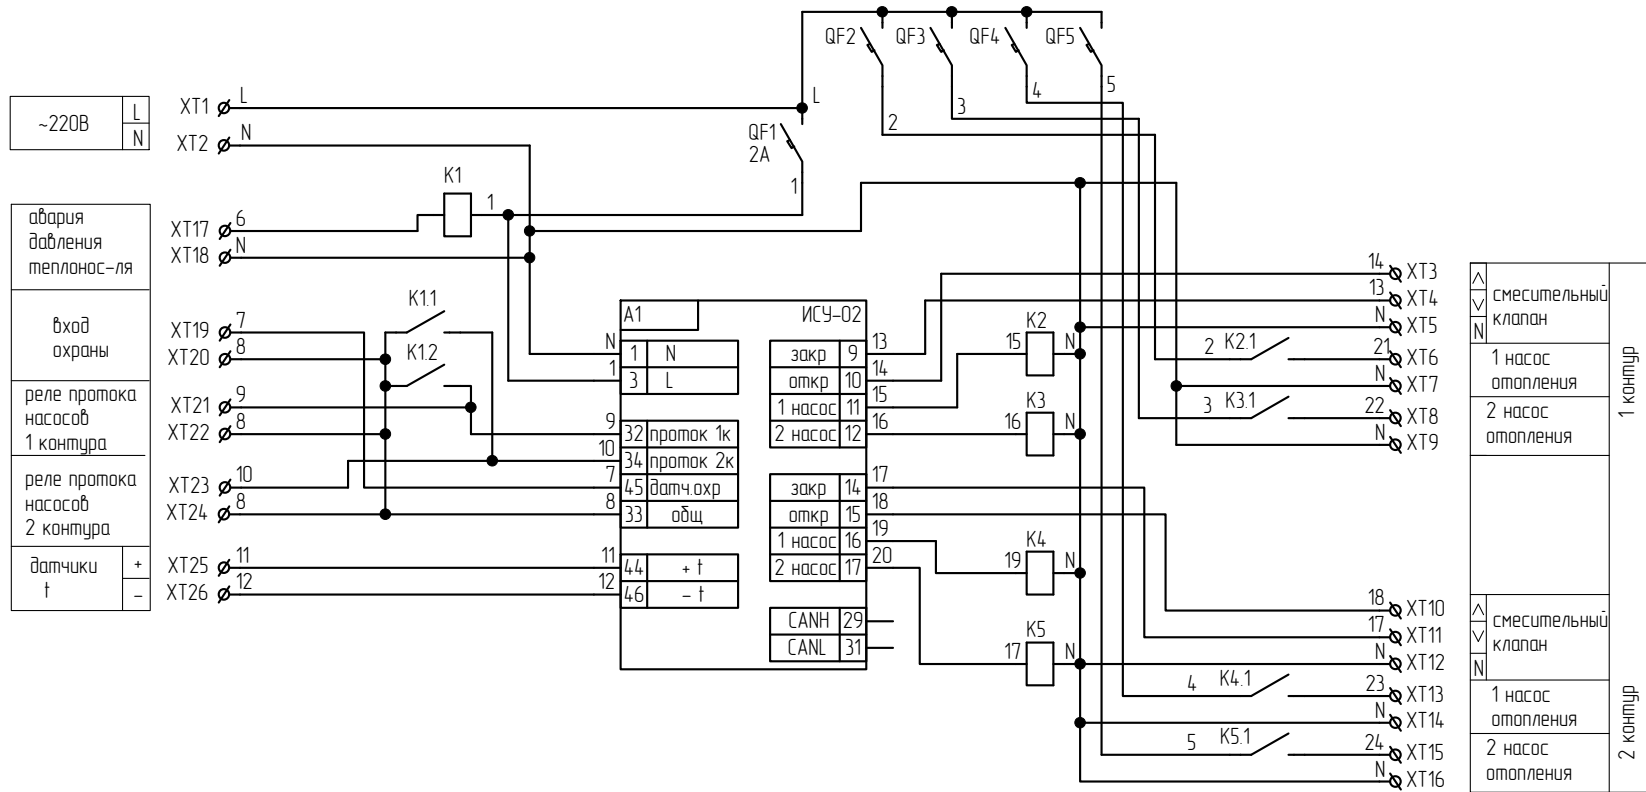 ~220В
L
N
авария
давления
теплонос-ля
вход
охраны
реле протока
насосов
1 контура
реле протока
насосов
2 контура
датчики
t
+
−
XT1 L
XT2 N
XT17 6
XT18 N
XT19 7
XT20 8
XT21 9
XT22 8
XT23 10
XT24 8
XT25 11
XT26 12
K1
1
K1.1
K1.2
QF1
2A
1
L
QF2
QF3
QF4
QF5
2
3
4
5
A1
ИСУ-02
N 1 N
1 3 L
9 32 проток 1к
10 34 проток 2к
7 45 датч.охр
8 33 общ
11 44 + t
12 46 − t
закр 9 13
откр 10 14
1 насос 11 15
2 насос 12 16
закр 14 17
откр 15 18
1 насос 16 19
2 насос 17 20
CANH 29
CANL 31
K2
15 N
K3
16 N
K4
19 N
K5
17 N
2 K2.1
3 K3.1
4 K4.1
5 K5.1
14 XT3
13 XT4
N XT5
21 XT6
N XT7
22 XT8
N XT9
18 XT10
17 XT11
N XT12
23 XT13
N XT14
24 XT15
N XT16
N
смесительный
клапан
1 насос
отопления
2 насос
отопления
1 контур
N
смесительный
клапан
1 насос
отопления
2 насос
отопления
2 контур